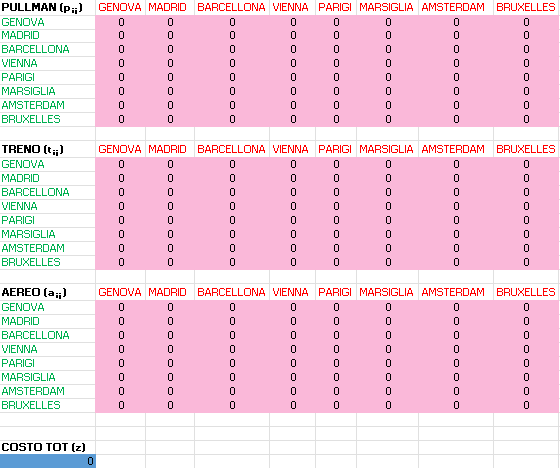 PULLMAN (pij) GENOVA MADRID BARCELLONA VIENNA PARIGI MARSIGLIA AMSTERDAM BRUXELLES
GENOVA 0 0 0 0 0 0 0 0
MADRID 0 0 0 0 0 0 0 0
BARCELLONA 0 0 0 0 0 0 0 0
VIENNA 0 0 0 0 0 0 0 0
PARIGI 0 0 0 0 0 0 0 0
MARSIGLIA 0 0 0 0 0 0 0 0
AMSTERDAM 0 0 0 0 0 0 0 0
BRUXELLES 0 0 0 0 0 0 0 0
TRENO (tij) GENOVA MADRID BARCELLONA VIENNA PARIGI MARSIGLIA AMSTERDAM BRUXELLES
GENOVA 0 0 0 0 0 0 0 0
MADRID 0 0 0 0 0 0 0 0
BARCELLONA 0 0 0 0 0 0 0 0
VIENNA 0 0 0 0 0 0 0 0
PARIGI 0 0 0 0 0 0 0 0
MARSIGLIA 0 0 0 0 0 0 0 0
AMSTERDAM 0 0 0 0 0 0 0 0
BRUXELLES 0 0 0 0 0 0 0 0
AEREO (aij) GENOVA MADRID BARCELLONA VIENNA PARIGI MARSIGLIA AMSTERDAM BRUXELLES
GENOVA 0 0 0 0 0 0 0 0
MADRID 0 0 0 0 0 0 0 0
BARCELLONA 0 0 0 0 0 0 0 0
VIENNA 0 0 0 0 0 0 0 0
PARIGI 0 0 0 0 0 0 0 0
MARSIGLIA 0 0 0 0 0 0 0 0
AMSTERDAM 0 0 0 0 0 0 0 0
BRUXELLES 0 0 0 0 0 0 0 0
COSTO TOT (z)
0